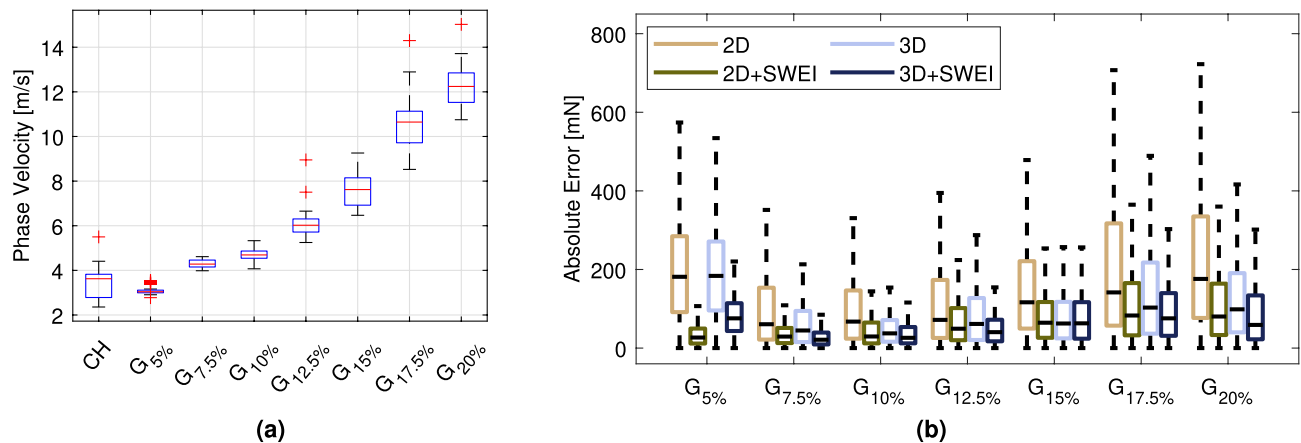 Phase Velocity [m/s]
14
12
10
8
6
4
2
CH
G5%
G7.5%
G10%
G12.5%
G15%
G17.5%
G20%
(a)
Absolute Error [mN]
800
600
400
200
0
2D
3D
2D+SWEI
3D+SWEI
G5%
G7.5%
G10%
G12.5%
G15%
G17.5%
G20%
(b)